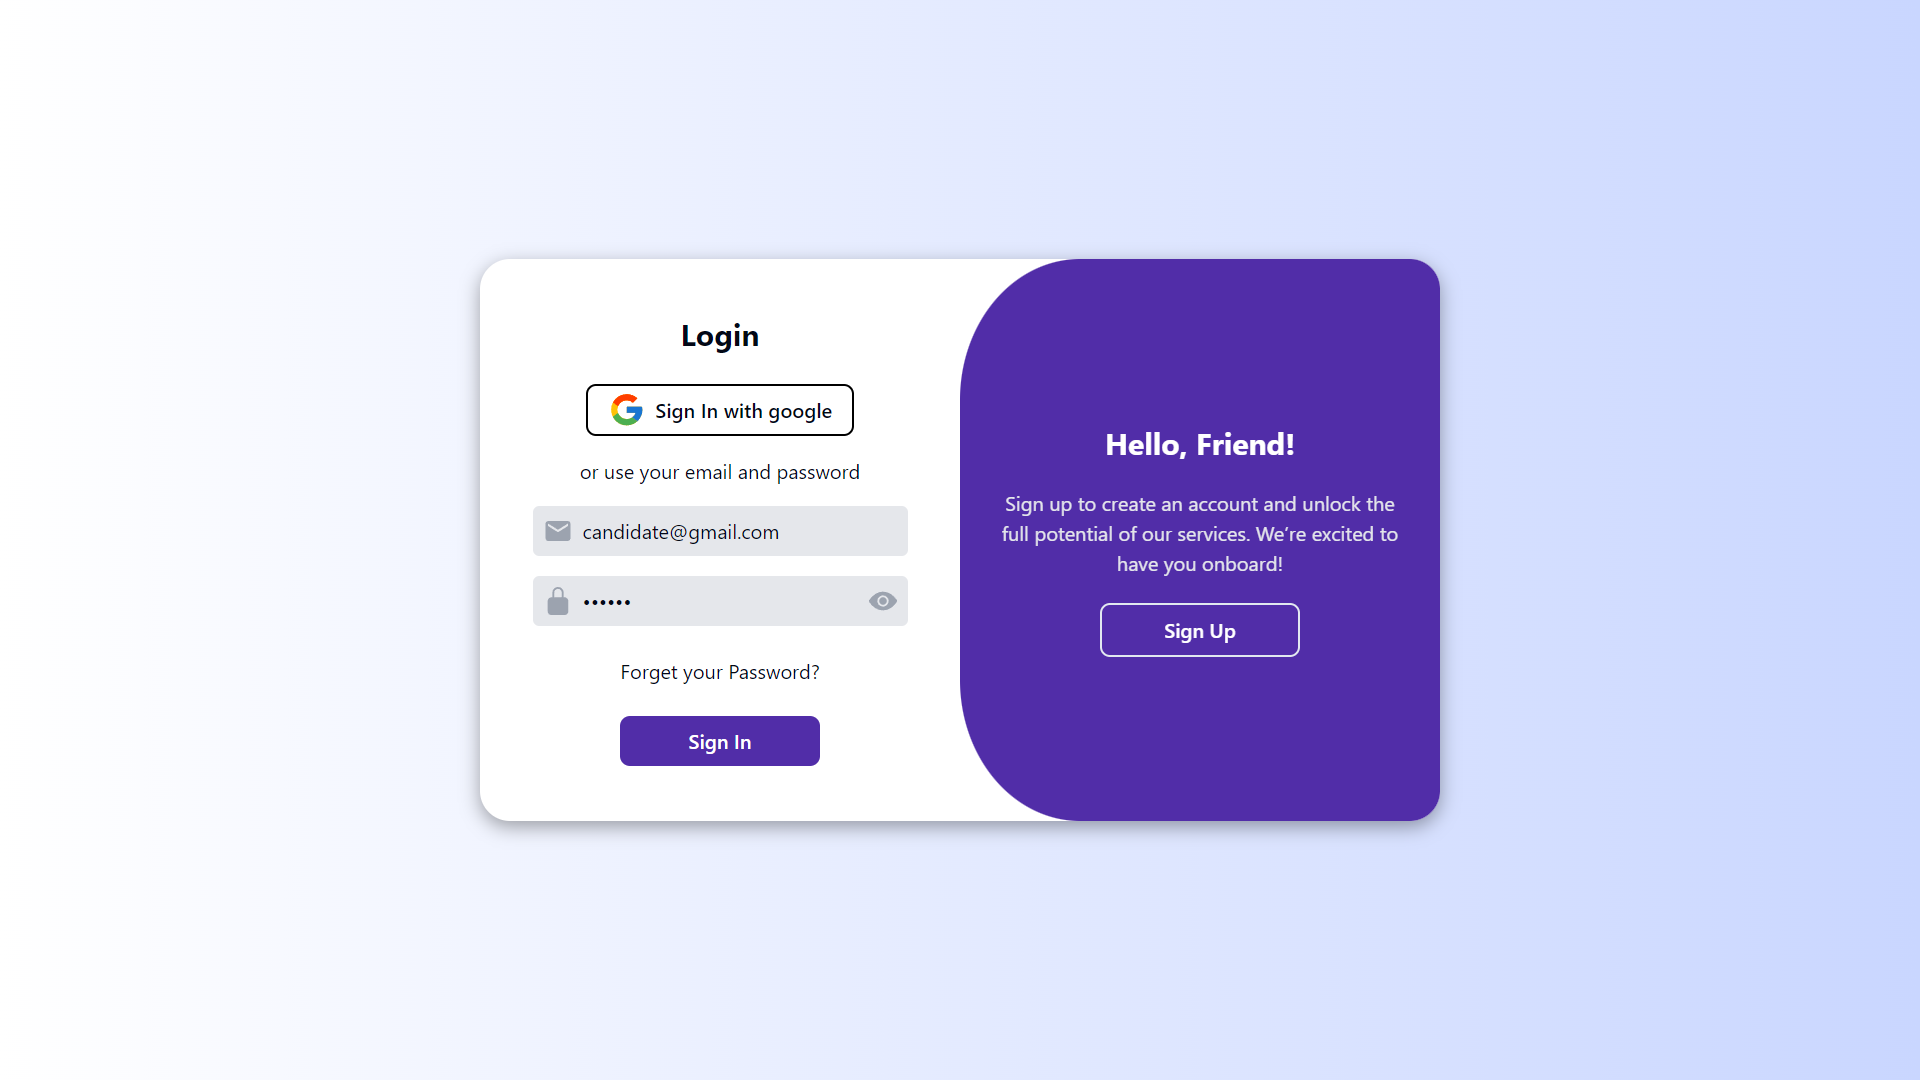 Login
Sign In with google
or use your email and password
candidate@gmail.com
••••••
Forget your Password?
Sign In
Hello, Friend!
Sign up to create an account and unlock the
full potential of our services. We’re excited to
have you onboard!
Sign Up